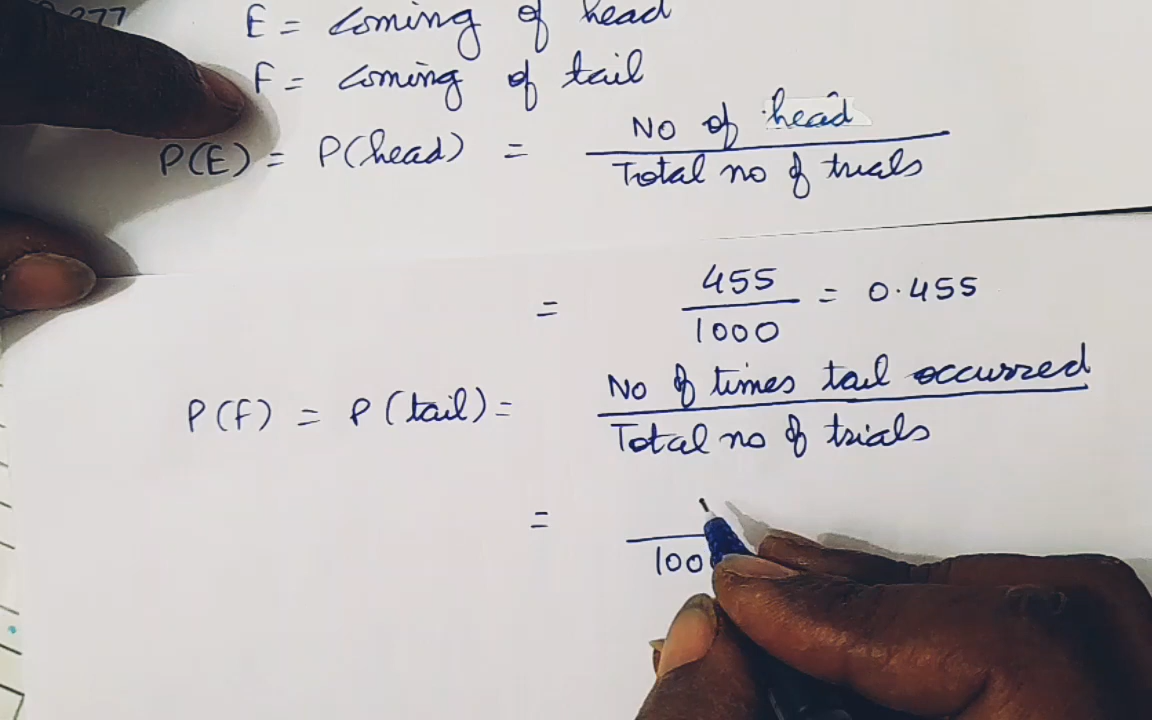 E = coming of head
F = coming of tail
P(E) = P(head) = No of head
Total no of trials
= 455
1000 = 0.455
P(F) = P(tail) = No of times tail occurred
Total no of trials
=
100